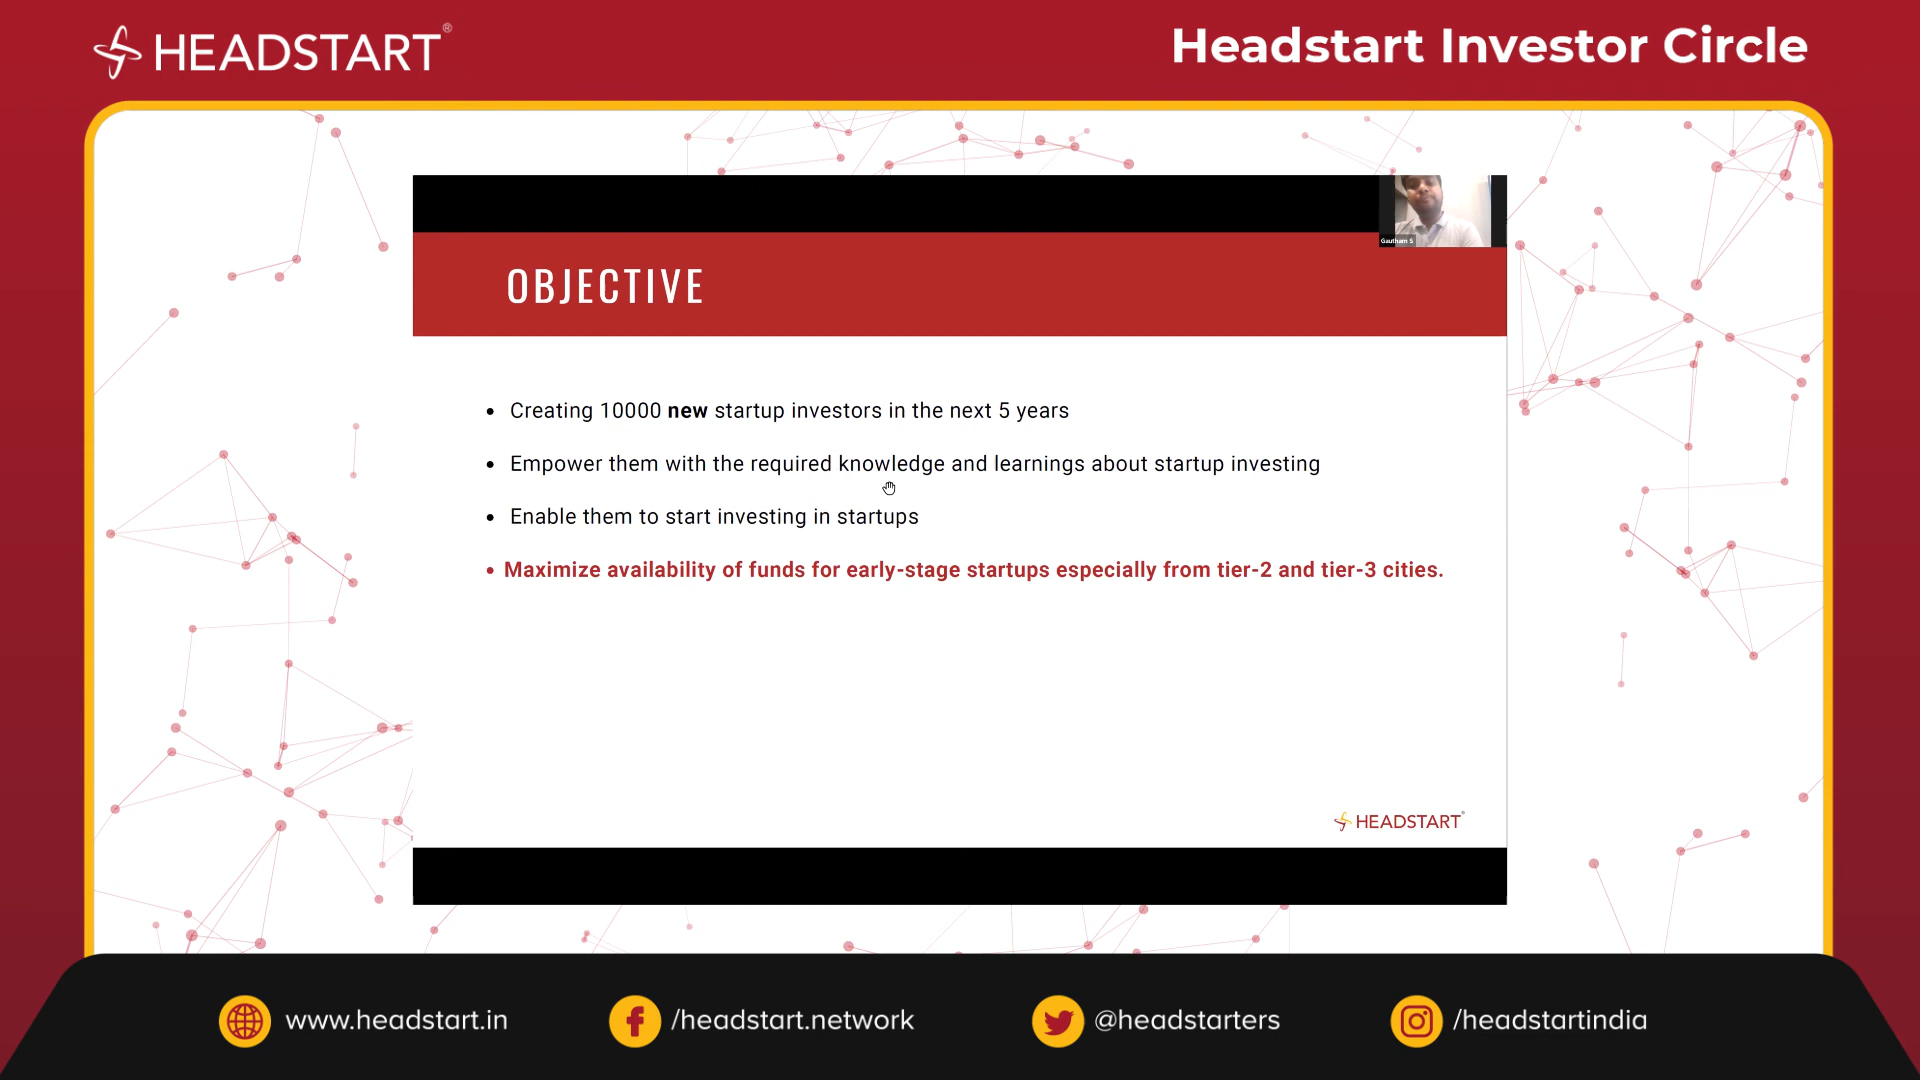 HEADSTART®
Headstart Investor Circle
Gautham S
OBJECTIVE
• Creating 10000 new startup investors in the next 5 years
• Empower them with the required knowledge and learnings about startup investing
• Enable them to start investing in startups
• Maximize availability of funds for early-stage startups especially from tier-2 and tier-3 cities.
HEADSTART®
www.headstart.in
/headstart.network
@headstarters
/headstartindia